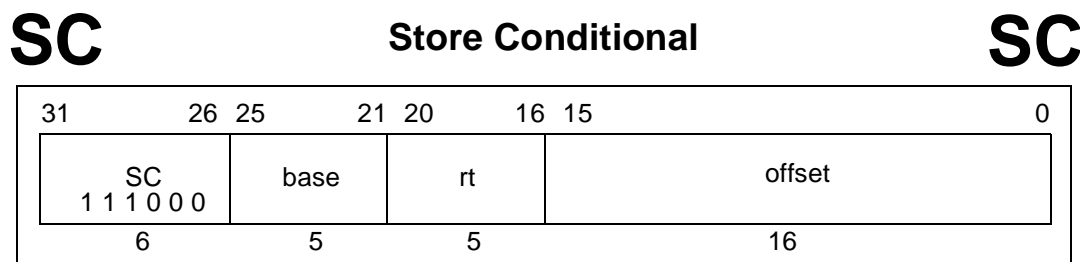 SC Store Conditional SC
31 26 25 21 20 16 15 0
SC base rt offset
1 1 1 0 0 0
6 5 5 16